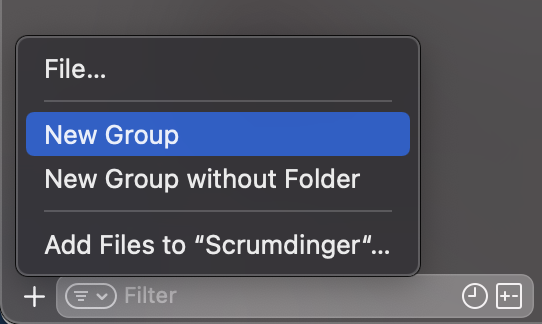 File...
New Group
New Group without Folder
Add Files to “Scrumdinger“...
Filter